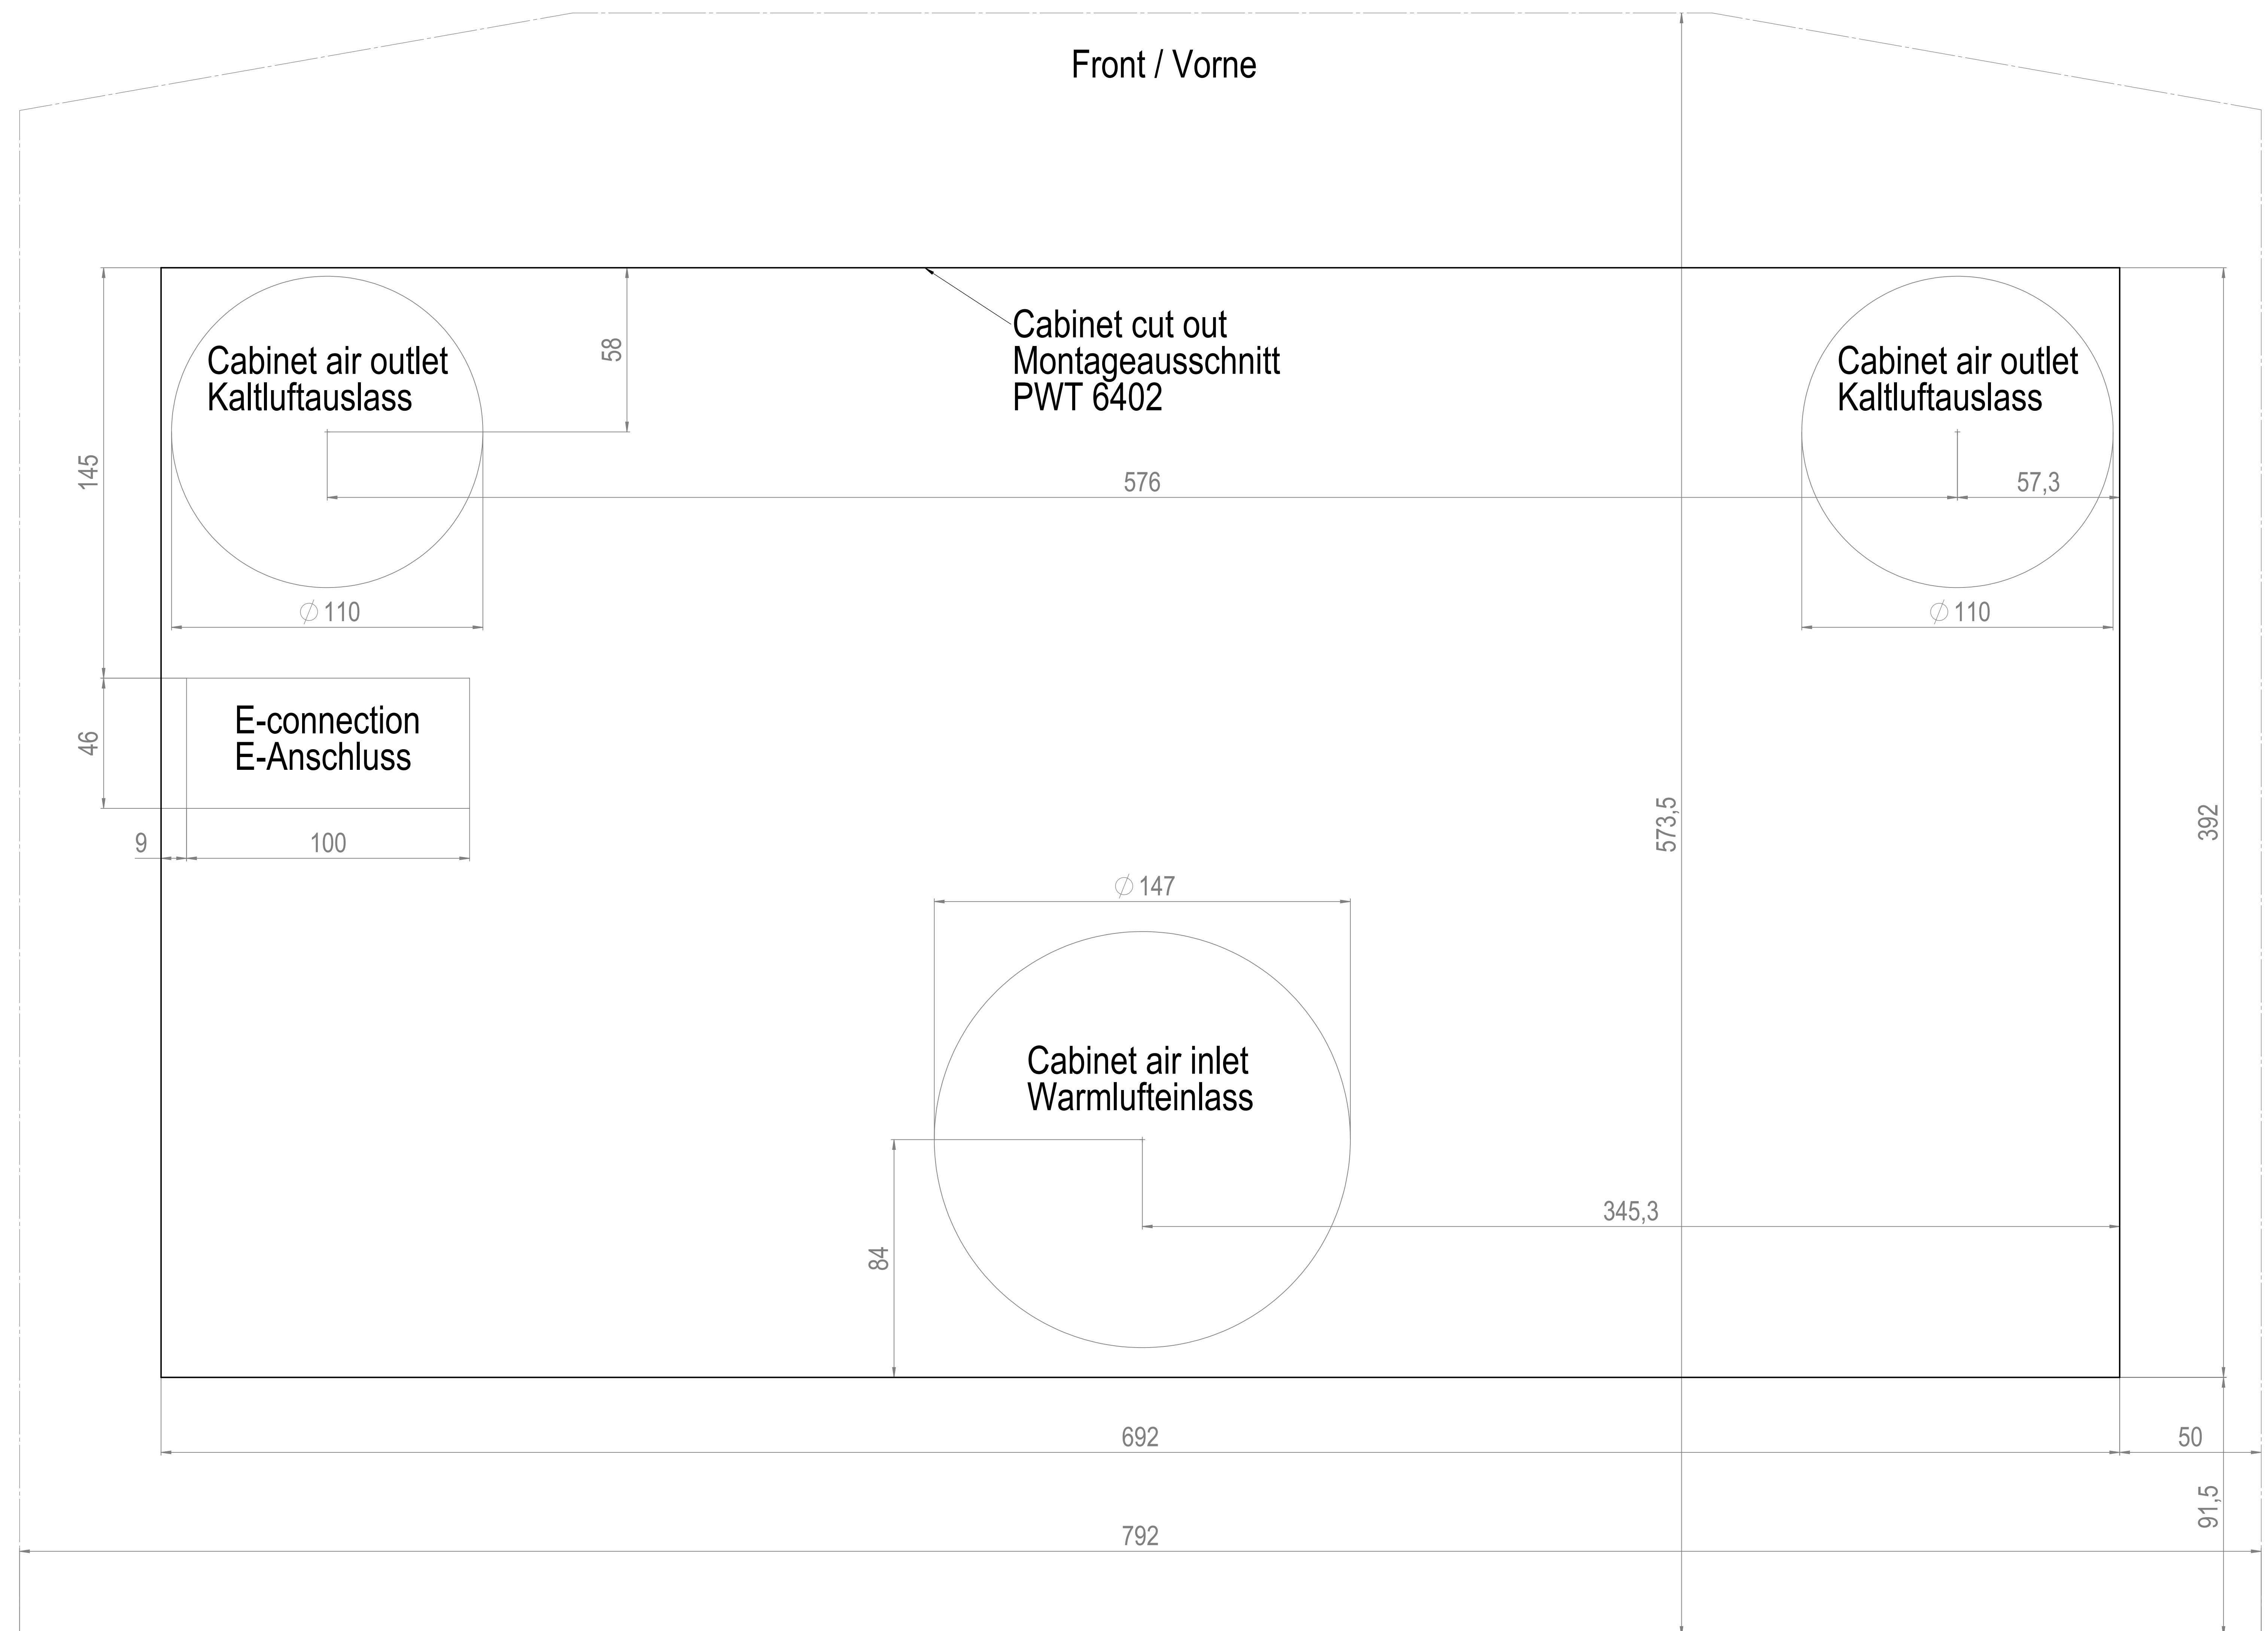 Front / Vorne
Cabinet cut out
Montageausschnitt
PWT 6402
Cabinet air outlet
Kaltluftauslass
Cabinet air outlet
Kaltluftauslass
58
145
576
57,3
⌀ 110
⌀ 110
E-connection
E-Anschluss
46
9
100
573,5
392
⌀ 147
Cabinet air inlet
Warmlufteinlass
345,3
84
692
50
91,5
792